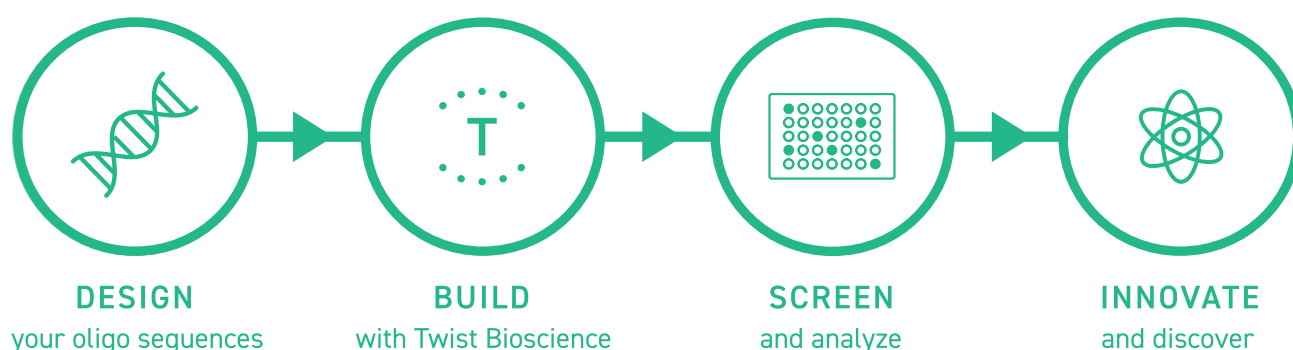 T
DESIGN
your oligo sequences
BUILD
with Twist Bioscience
SCREEN
and analyze
INNOVATE
and discover